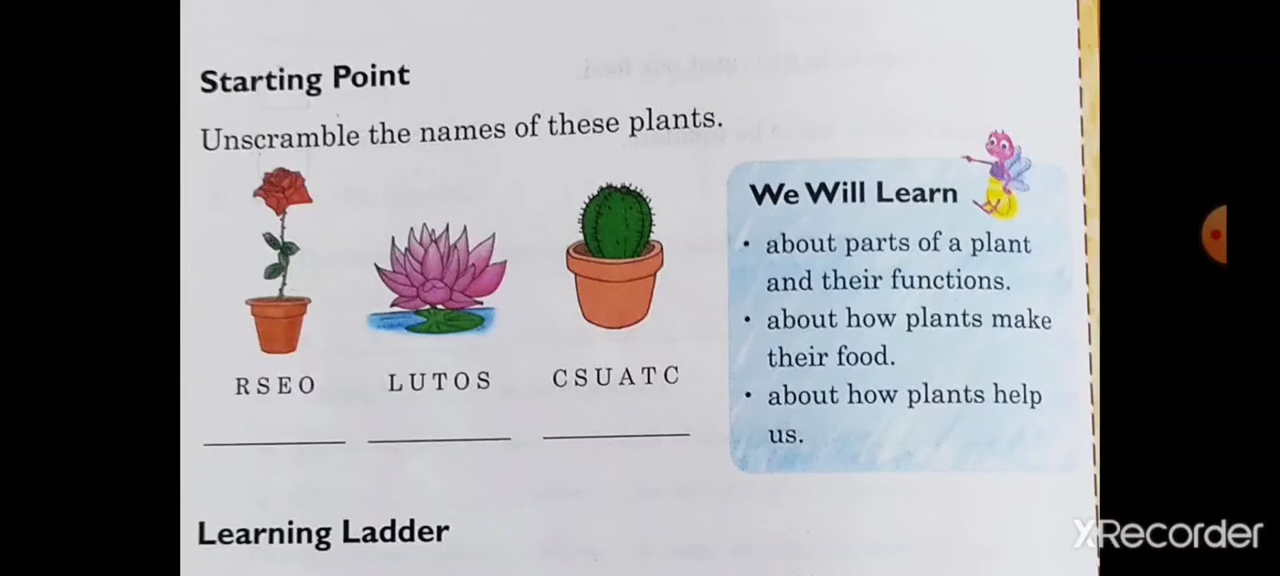 Starting Point
Unscramble the names of these plants.
RSEO
LUTOS
CSUATC
We Will Learn
• about parts of a plant
and their functions.
• about how plants make
their food.
• about how plants help
us.
Learning Ladder
XRecorder